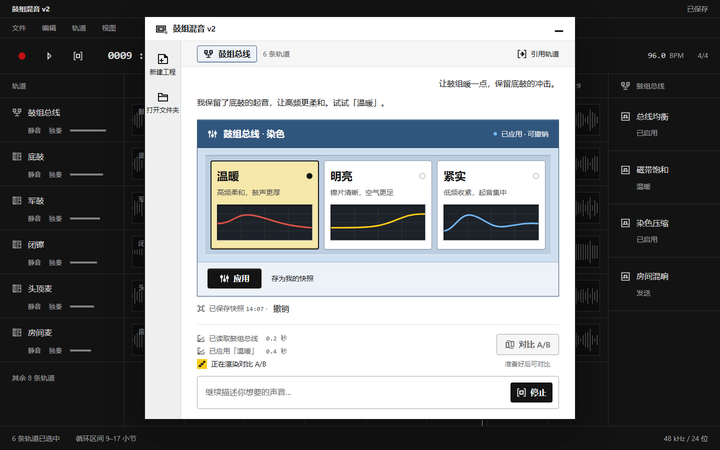 鼓组混音 v2
已保存
文件 编辑 轨道 视图
0009 :
96.0 BPM 4/4
轨道
9
鼓组总线
鼓组总线
静音 独奏
底鼓
静音 独奏
军鼓
静音 独奏
闭镲
静音 独奏
头顶麦
静音 独奏
房间麦
静音 独奏
其余 8 条轨道
总线均衡
已启用
磁带饱和
温暖
染色压缩
已启用
房间混响
发送
6 条轨道已选中 循环区间 9–17 小节
48 kHz / 24 位
鼓组混音 v2
新建工程
打开文件夹
鼓组总线 6 条轨道
引用轨道
让鼓组暖一点，保留底鼓的冲击。
我保留了底鼓的起音，让高频更柔和。试试「温暖」。
鼓组总线 · 染色
已应用 · 可撤销
温暖
高频柔和，鼓声更厚
明亮
镲片清晰，空气更足
紧实
低频收紧，起音集中
应用
存为我的快照
已保存快照 14:07 · 撤销
已读取鼓组总线 0.2 秒
已应用「温暖」 0.4 秒
正在渲染对比 A/B
对比 A/B
准备好后可对比
继续描述你想要的声音...
停止